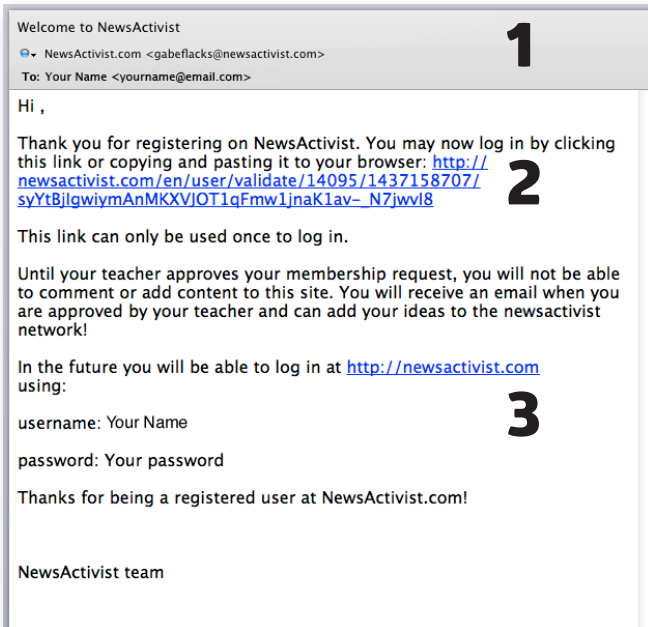 Welcome to NewsActivist
1
NewsActivist.com <gabeflacks@newsactivist.com>
To: Your Name <yourname@email.com>
Hi ,
Thank you for registering on NewsActivist. You may now log in by clicking
this link or copying and pasting it to your browser: http://
newsactivist.com/en/user/validate/14095/1437158707/
syYtBjlgwiymAnMKXVJOT1qFmw1jnaK1av-_N7jwvl8
2
This link can only be used once to log in.
Until your teacher approves your membership request, you will not be able
to comment or add content to this site. You will receive an email when you
are approved by your teacher and can add your ideas to the newsactivist
network!
In the future you will be able to log in at http://newsactivist.com
using:
3
username: Your Name
password: Your password
Thanks for being a registered user at NewsActivist.com!
NewsActivist team